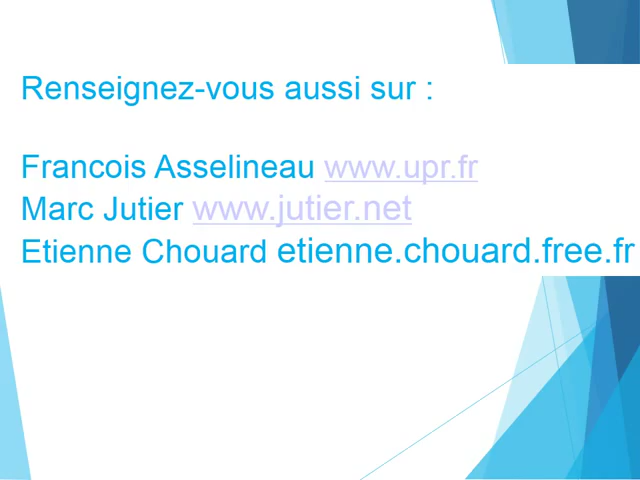 Renseignez-vous aussi sur :
Francois Asselineau www.upr.fr
Marc Jutier www.jutier.net
Etienne Chouard etienne.chouard.free.fr